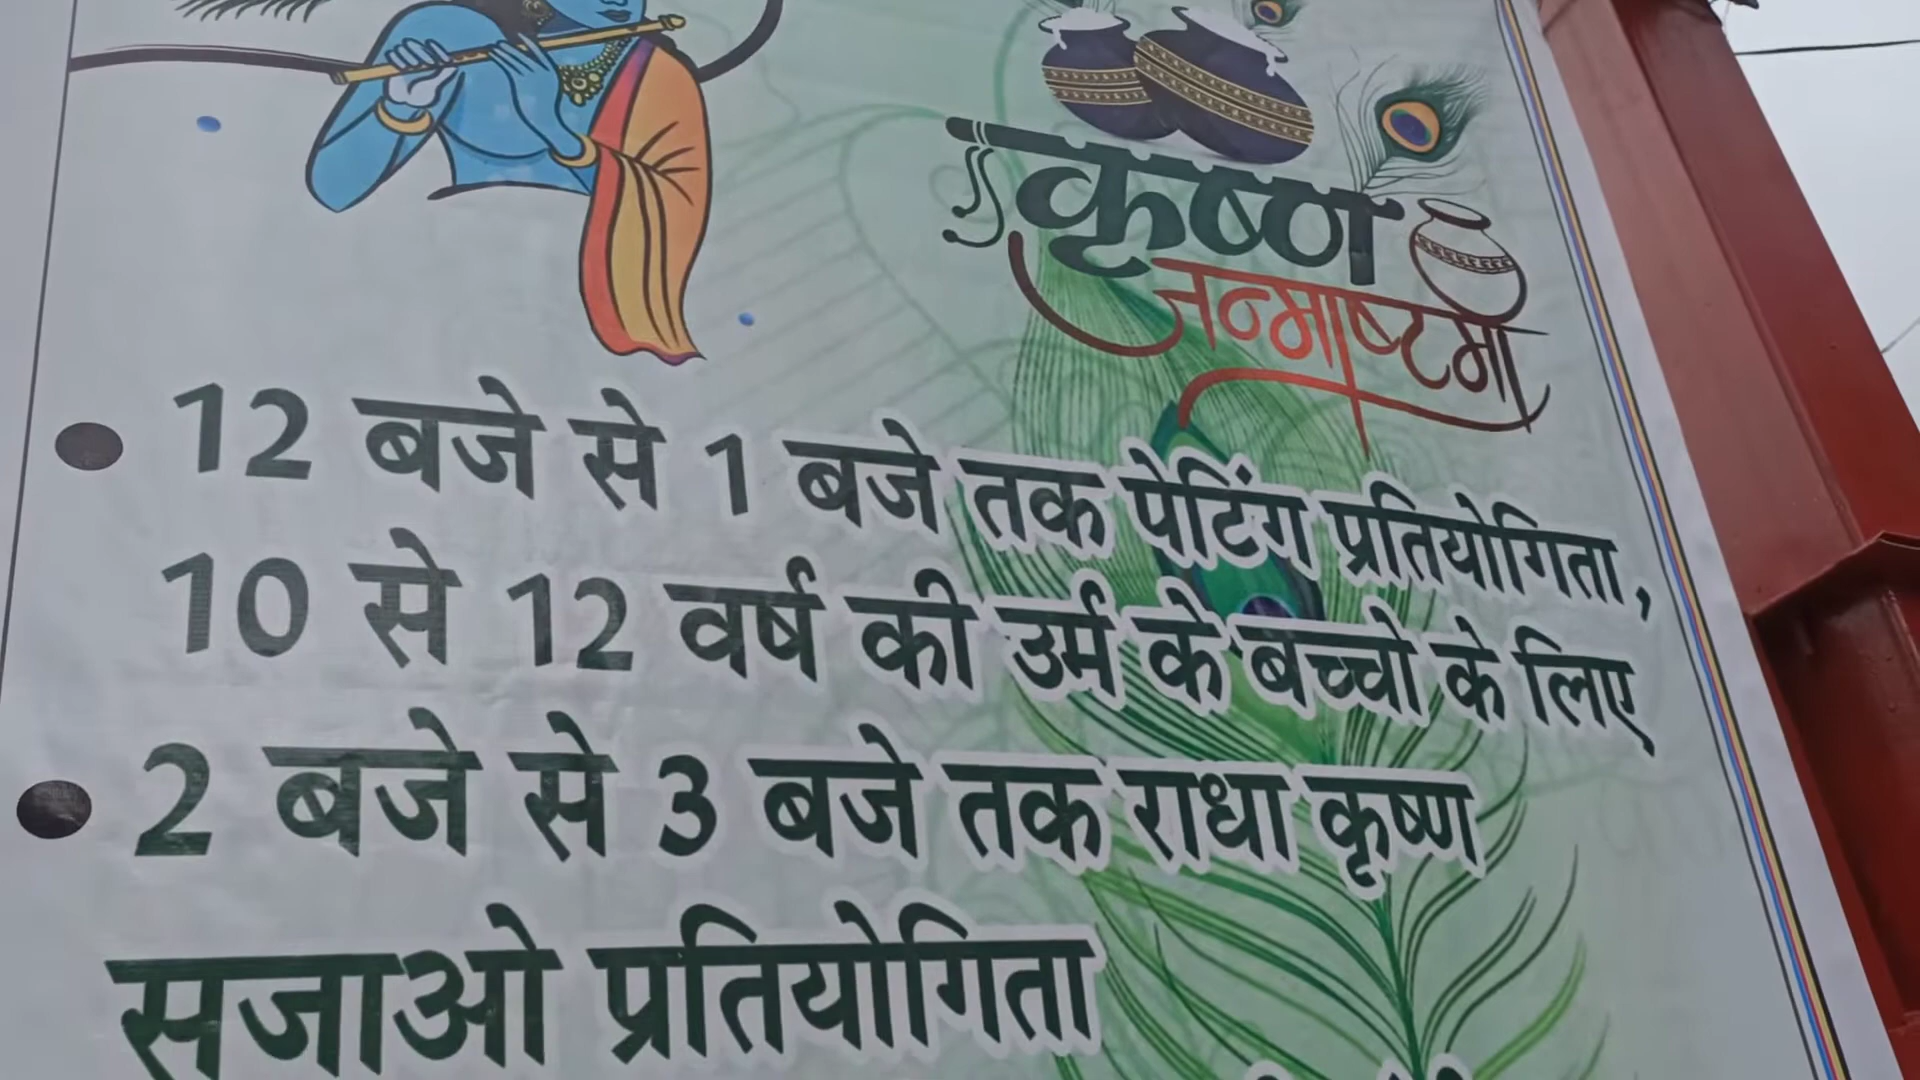 कृष्ण
जन्माष्टमी
12 बजे से 1 बजे तक पेटिंग प्रतियोगिता,
10 से 12 वर्ष की उर्म के बच्चो के लिए
2 बजे से 3 बजे तक राधा कृष्ण
सजाओ प्रतियोगिता